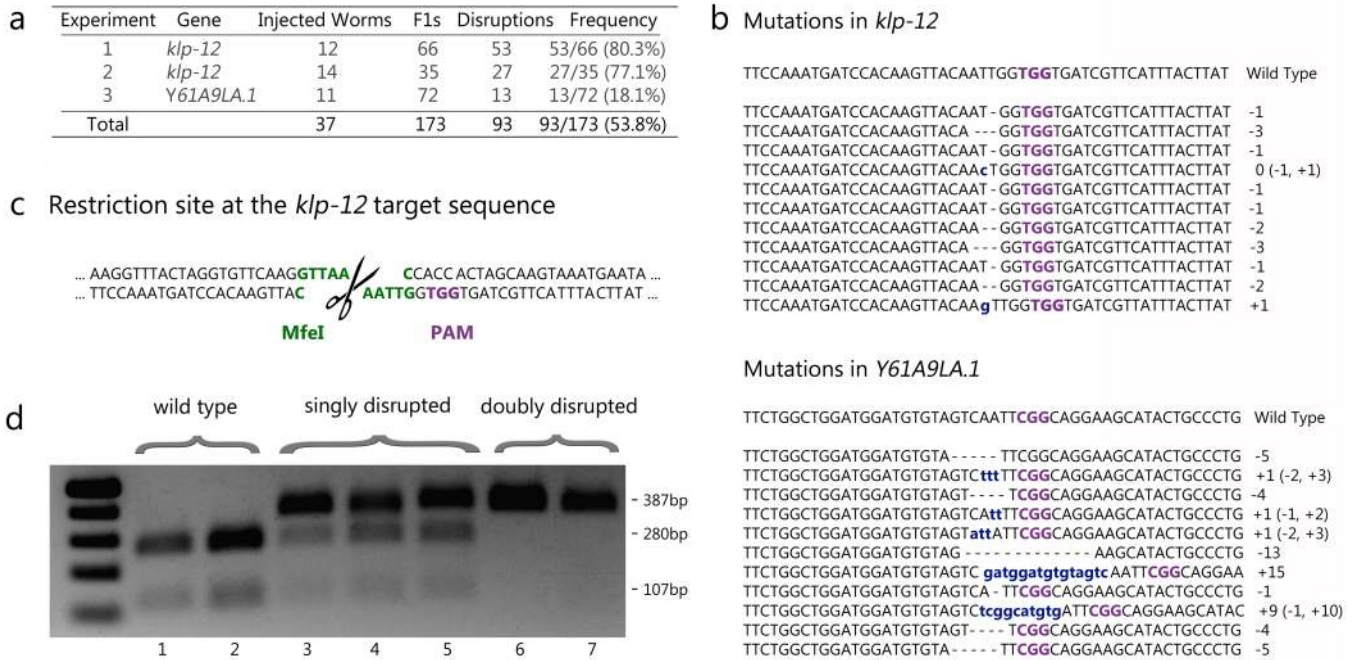 a
Experiment Gene Injected Worms F1s Disruptions Frequency
1 klp-12 12 66 53 53/66 (80.3%)
2 klp-12 14 35 27 27/35 (77.1%)
3 Y61A9LA.1 11 72 13 13/72 (18.1%)
Total 37 173 93 93/173 (53.8%)
b Mutations in klp-12
TTCCAAATGATCCACAAGTTACAATTGGTGGTGATCGTTCATTTACTTAT Wild Type
TTCCAAATGATCCACAAGTTACAAT-GGTGGTGATCGTTCATTTACTTAT -1
TTCCAAATGATCCACAAGTTACA---GGTGGTGATCGTTCATTTACTTAT -3
TTCCAAATGATCCACAAGTTACAAT-GGTGGTGATCGTTCATTTACTTAT -1
TTCCAAATGATCCACAAGTTACAAcTGGTGGTGATCGTTCATTTACTTAT 0 (-1, +1)
TTCCAAATGATCCACAAGTTACAAT-GGTGGTGATCGTTCATTTACTTAT -1
TTCCAAATGATCCACAAGTTACAAT-GGTGGTGATCGTTCATTTACTTAT -1
TTCCAAATGATCCACAAGTTACAA--GGTGGTGATCGTTCATTTACTTAT -2
TTCCAAATGATCCACAAGTTACA---GGTGGTGATCGTTCATTTACTTAT -3
TTCCAAATGATCCACAAGTTACAAT-GGTGGTGATCGTTCATTTACTTAT -1
TTCCAAATGATCCACAAGTTACAA--GGTGGTGATCGTTCATTTACTTAT -2
TTCCAAATGATCCACAAGTTACAAgTTGGTGGTGATCGTTATTTACTTAT +1
Mutations in Y61A9LA.1
TTCTGGCTGGATGGATGTGTAGTCAATTCGGCAGGAAGCATACTGCCCTG Wild Type
TTCTGGCTGGATGGATGTGTA-----TTCGGCAGGAAGCATACTGCCCTG -5
TTCTGGCTGGATGGATGTGTAGTCtttTTCGGCAGGAAGCATACTGCCCTG +1 (-2, +3)
TTCTGGCTGGATGGATGTGTAGT----TCGGCAGGAAGCATACTGCCCTG -4
TTCTGGCTGGATGGATGTGTAGTCAttTTCGGCAGGAAGCATACTGCCCTG +1 (-1, +2)
TTCTGGCTGGATGGATGTGTAGTattATTCGGCAGGAAGCATACTGCCCTG +1 (-2, +3)
TTCTGGCTGGATGGATGTGTAG-------------AAGCATACTGCCCTG -13
TTCTGGCTGGATGGATGTGTAGTCgatggatgtgtagtcAATTCGGCAGGAA +15
TTCTGGCTGGATGGATGTGTAGTCA-TTCGGCAGGAAGCATACTGCCCTG -1
TTCTGGCTGGATGGATGTGTAGTCtcggcatgtgATTCGGCAGGAAGCATAC +9 (-1, +10)
TTCTGGCTGGATGGATGTGTAGT----TCGGCAGGAAGCATACTGCCCTG -4
TTCTGGCTGGATGGATGTGTA-----TTCGGCAGGAAGCATACTGCCCTG -5
c Restriction site at the klp-12 target sequence
... AAGGTTTACTAGGTGTTCAAGGTTAA CCACCACTAGCAAGTAAATGAATA ...
... TTCCAAATGATCCACAAGTTAC AATTGGTGGTGATCGTTCATTTACTTAT ...
MfeI PAM
d
wild type singly disrupted doubly disrupted
- 387bp
- 280bp
- 107bp
1 2 3 4 5 6 7